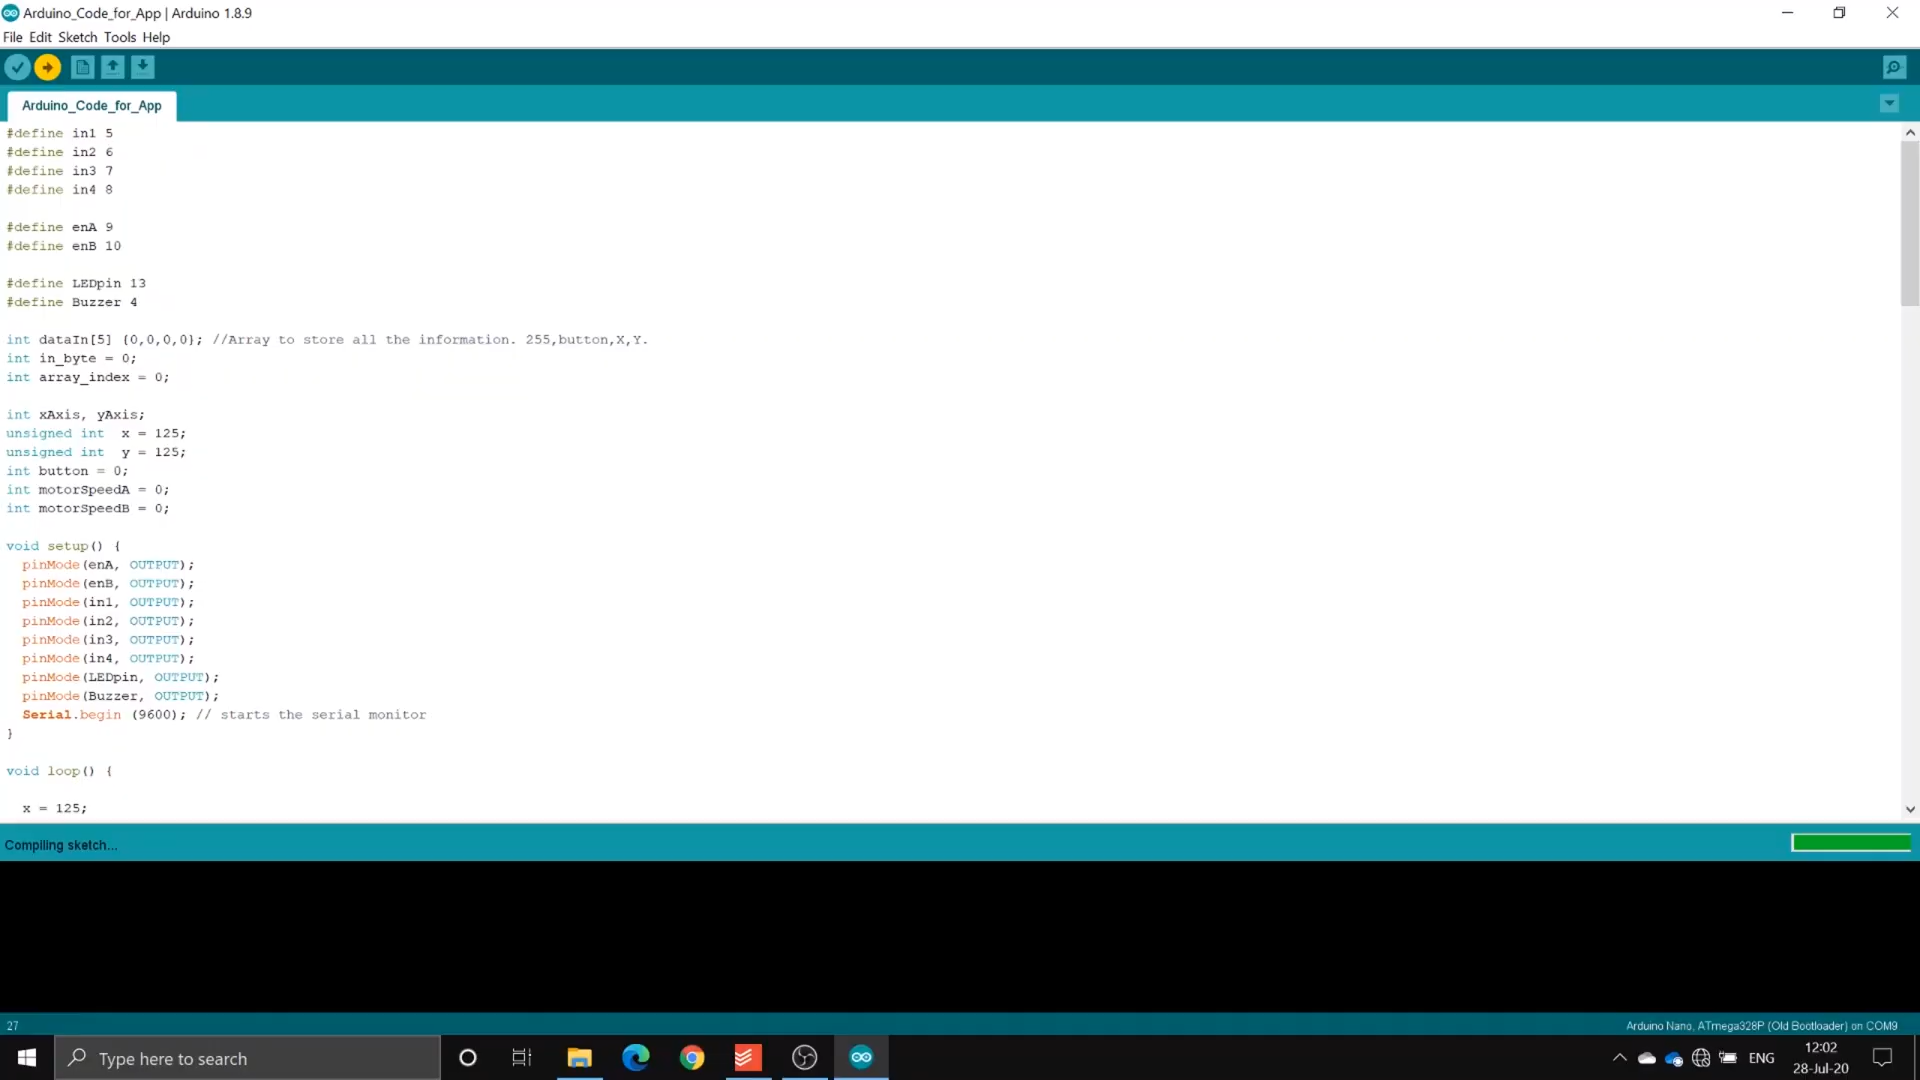 Arduino_Code_for_App | Arduino 1.8.9
File Edit Sketch Tools Help
Arduino_Code_for_App
#define in1 5
#define in2 6
#define in3 7
#define in4 8
#define enA 9
#define enB 10
#define LEDpin 13
#define Buzzer 4
int dataIn[5] {0,0,0,0}; //Array to store all the information. 255,button,X,Y.
int in_byte = 0;
int array_index = 0;
int xAxis, yAxis;
unsigned int  x = 125;
unsigned int  y = 125;
int button = 0;
int motorSpeedA = 0;
int motorSpeedB = 0;
void setup() {
  pinMode(enA, OUTPUT);
  pinMode(enB, OUTPUT);
  pinMode(in1, OUTPUT);
  pinMode(in2, OUTPUT);
  pinMode(in3, OUTPUT);
  pinMode(in4, OUTPUT);
  pinMode(LEDpin, OUTPUT);
  pinMode(Buzzer, OUTPUT);
  Serial.begin (9600); // starts the serial monitor
}
void loop() {
  x = 125;
Compiling sketch...
27
Arduino Nano, ATmega328P (Old Bootloader) on COM9
Type here to search
ENG
12:02
28-Jul-20